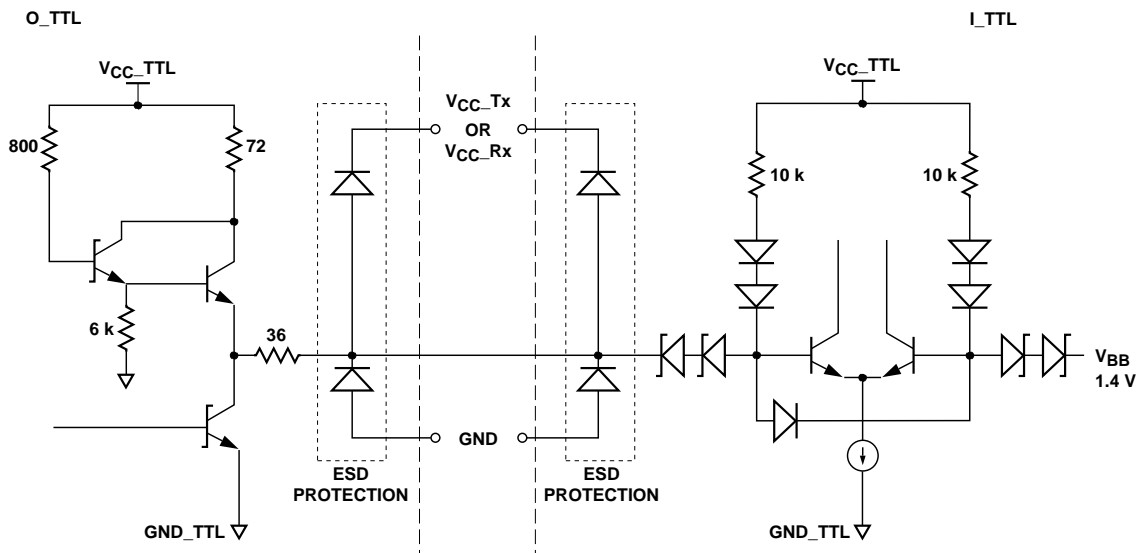 O_TTL
I_TTL
VCC_TTL
800
72
6 k
36
GND_TTL
ESD
PROTECTION
VCC_Tx
OR
VCC_Rx
GND
ESD
PROTECTION
VCC_TTL
10 k
10 k
VBB
1.4 V
GND_TTL